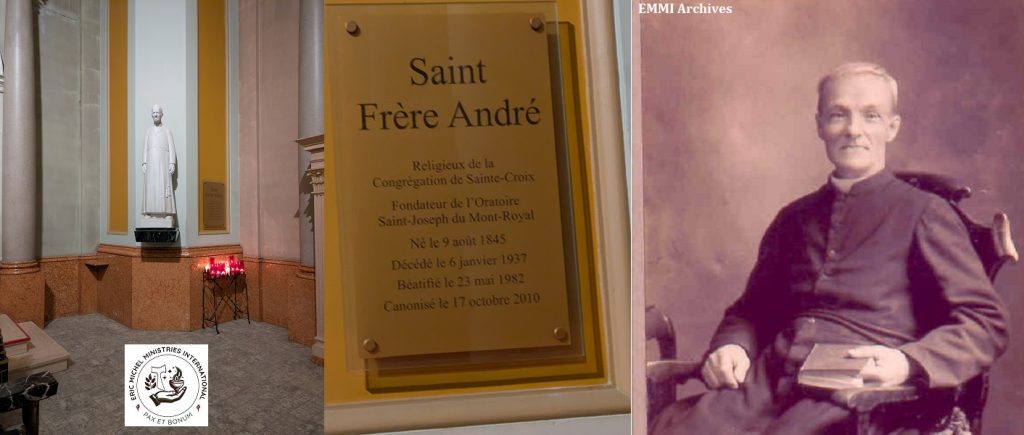 EMMI Archives
Saint
Frère André
Religieux de la
Congrégation de Sainte-Croix
Fondateur de l'Oratoire
Saint-Joseph du Mont-Royal
Né le 9 août 1845
Décédé le 6 janvier 1937
Béatifié le 23 mai 1982
Canonisé le 17 octobre 2010
ERIC MICHEL MINISTRIES INTERNATIONAL
PAX ET BONUM